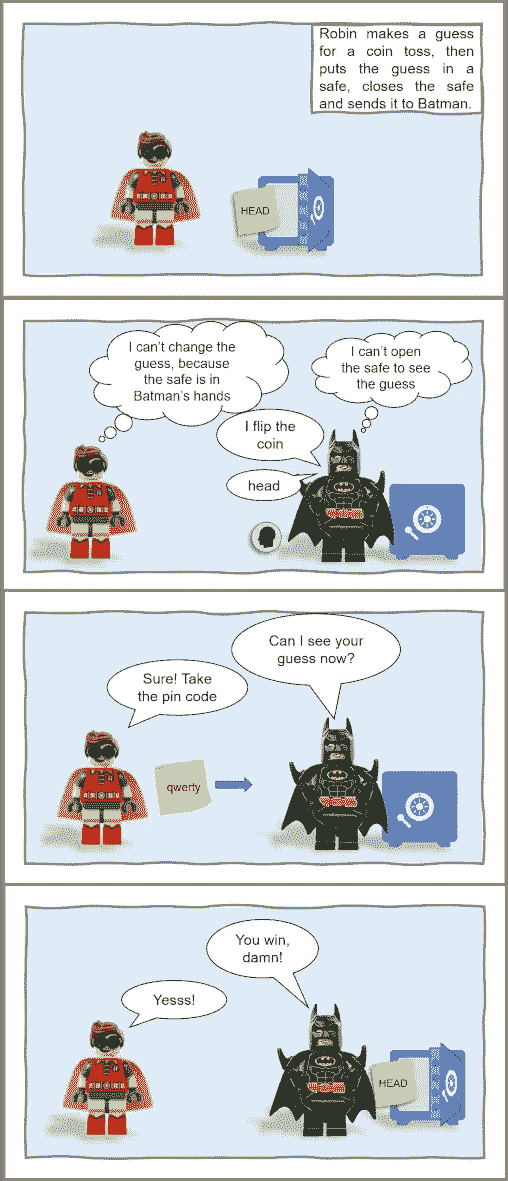 Robin makes a guess
for a coin toss, then
puts the guess in a
safe, closes the safe
and sends it to Batman.
HEAD
I can't change the
guess, because
the safe is in
Batman's hands
I can't open
the safe to see
the guess
I flip the
coin
head
Can I see your
guess now?
Sure! Take
the pin code
qwerty
You win,
damn!
Yesss!
HEAD